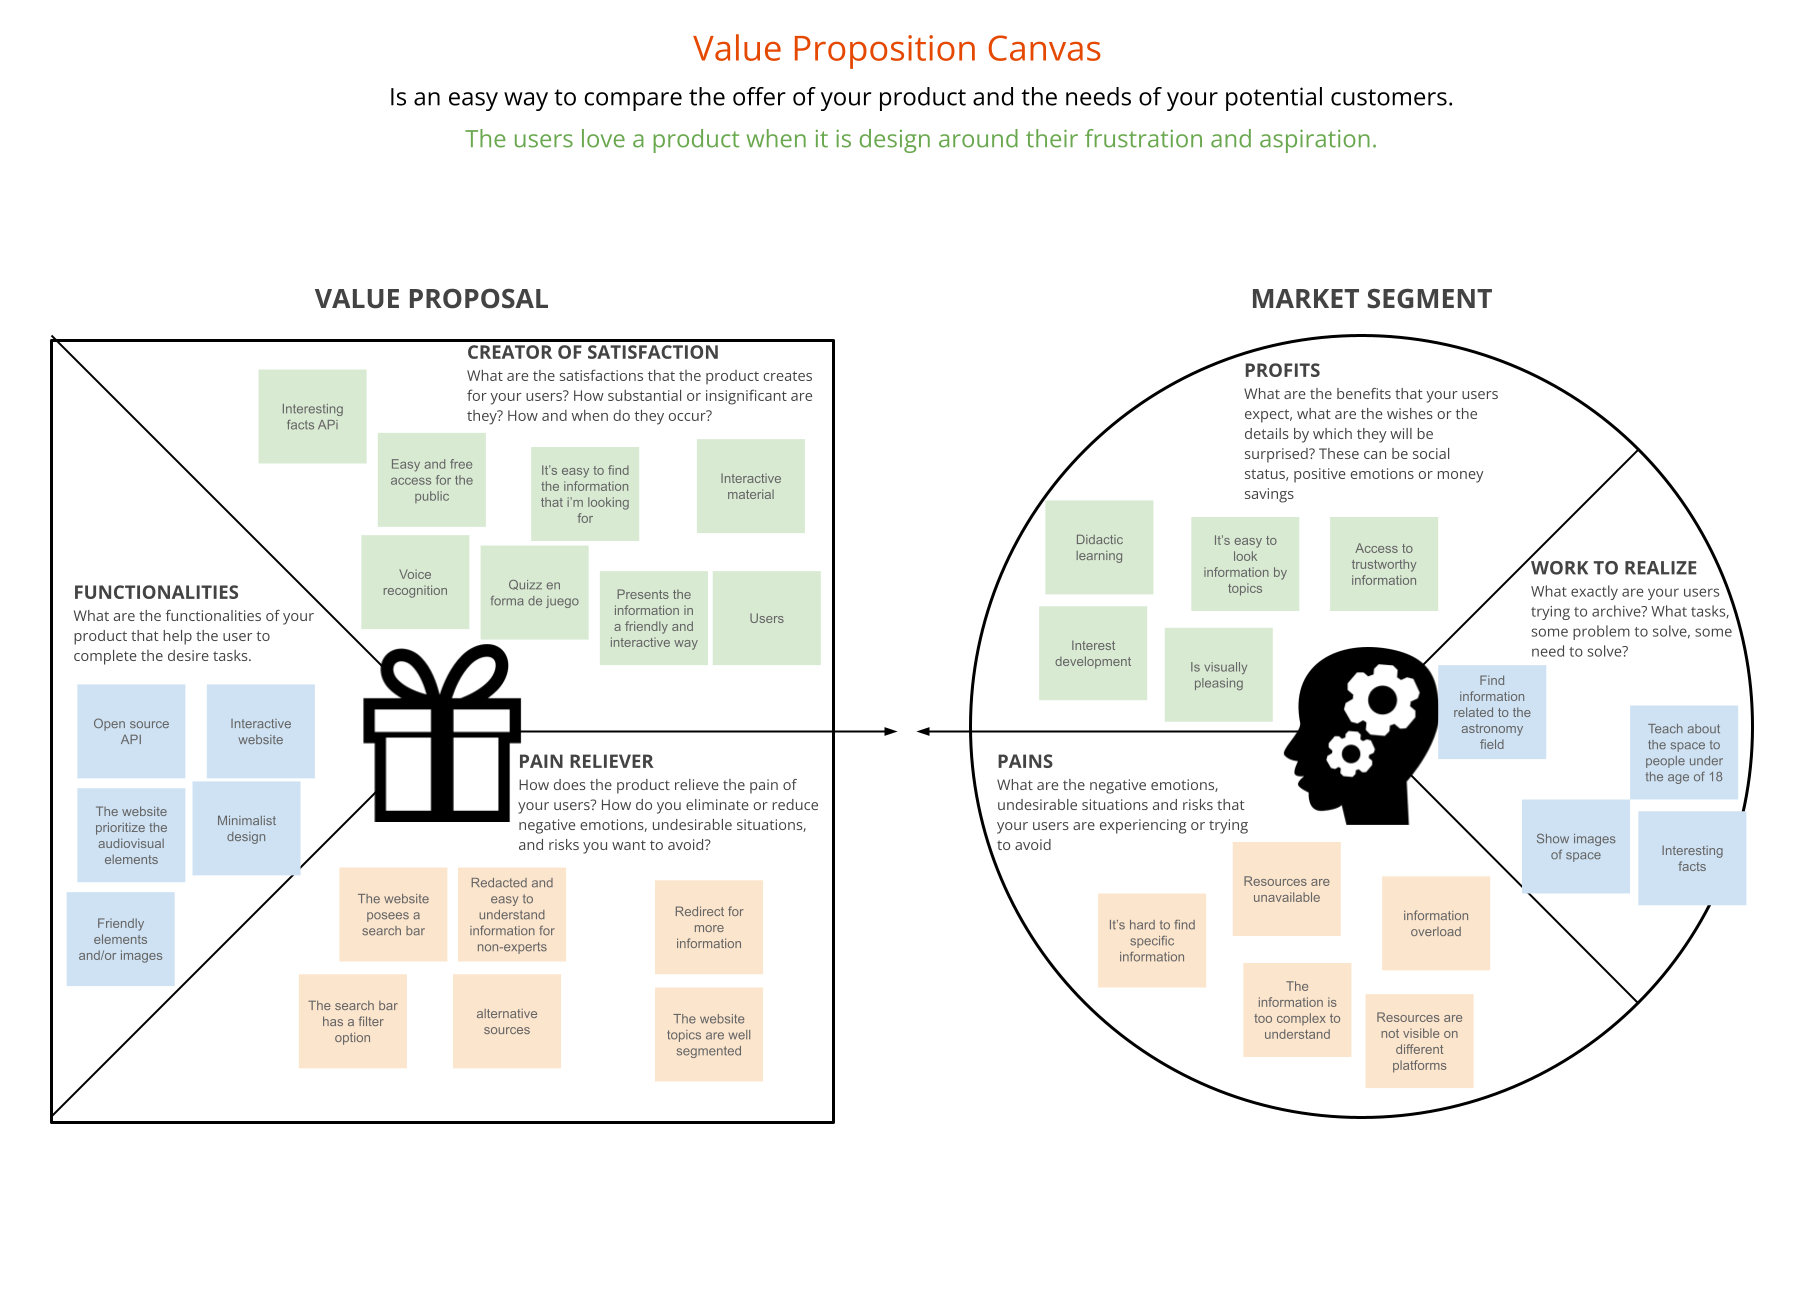 Value Proposition Canvas
Is an easy way to compare the offer of your product and the needs of your potential customers.
The users love a product when it is design around their frustration and aspiration.
VALUE PROPOSAL
CREATOR OF SATISFACTION
What are the satisfactions that the product creates
for your users? How substantial or insignificant are
they? How and when do they occur?
Interesting
facts APi
Easy and free
access for the
public
It's easy to find
the information
that i'm looking
for
Interactive
material
Voice
recognition
Quizz en
forma de juego
Presents the
information in
a friendly and
interactive way
Users
FUNCTIONALITIES
What are the functionalities of your
product that help the user to
complete the desire tasks.
Open source
API
Interactive
website
The website
prioritize the
audiovisual
elements
Minimalist
design
Friendly
elements
and/or images
PAIN RELIEVER
How does the product relieve the pain of
your users? How do you eliminate or reduce
negative emotions, undesirable situations,
and risks you want to avoid?
The website
posees a
search bar
Redacted and
easy to
understand
information for
non-experts
Redirect for
more
information
The search bar
has a filter
option
alternative
sources
The website
topics are well
segmented
MARKET SEGMENT
PROFITS
What are the benefits that your users
expect, what are the wishes or the
details by which they will be
surprised? These can be social
status, positive emotions or money
savings
Didactic
learning
It's easy to
look
information by
topics
Access to
trustworthy
information
Interest
development
Is visually
pleasing
WORK TO REALIZE
What exactly are your users
trying to archive? What tasks,
some problem to solve, some
need to solve?
Find
information
related to the
astronomy
field
Teach about
the space to
people under
the age of 18
Show images
of space
Interesting
facts
PAINS
What are the negative emotions,
undesirable situations and risks that
your users are experiencing or trying
to avoid
Resources are
unavailable
information
overload
It's hard to find
specific
information
The
information is
too complex to
understand
Resources are
not visible on
different
platforms